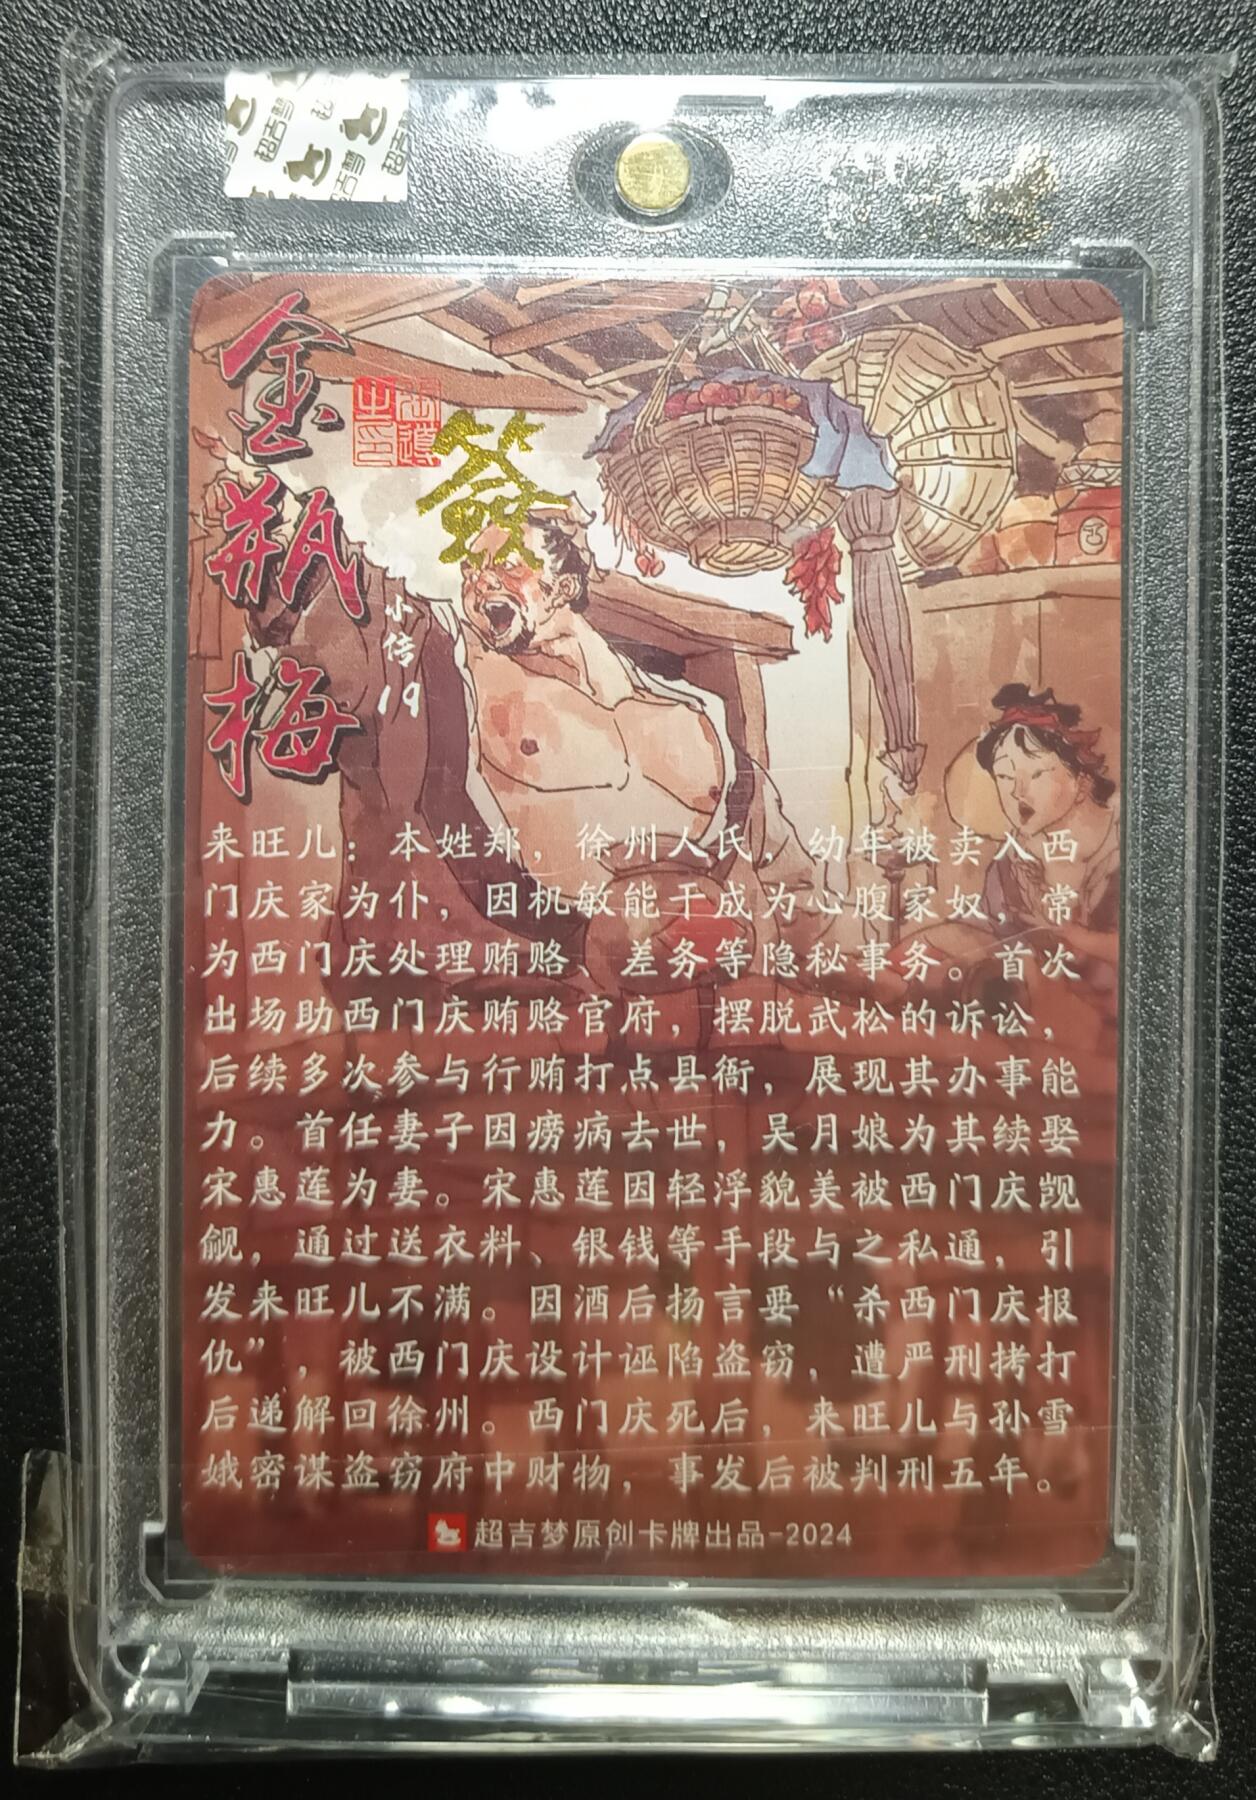 金瓶梅
簽
小倍
19
来旺儿：本姓郑，徐州人氏，幼年被卖入西
门庆家为仆，因机敏能干成为心腹家奴，常
为西门庆处理贿赂、差务等隐秘事务。首次
出场助西门庆贿赂官府，摆脱武松的诉讼，
后续多次参与行贿打点县衙，展现其办事能
力。首任妻子因痨病去世，吴月娘为其续娶
宋惠莲为妻。宋惠莲因轻浮貌美被西门庆觊
觎，通过送衣料、银钱等手段与之私通，引
发来旺儿不满。因酒后扬言要“杀西门庆报
仇”，被西门庆设计诬陷盗窃，遭严刑拷打
后递解回徐州。西门庆死后，来旺儿与孙雪
娥密谋盗窃府中财物，事发后被判刑五年。
超吉梦原创卡牌出品-2024